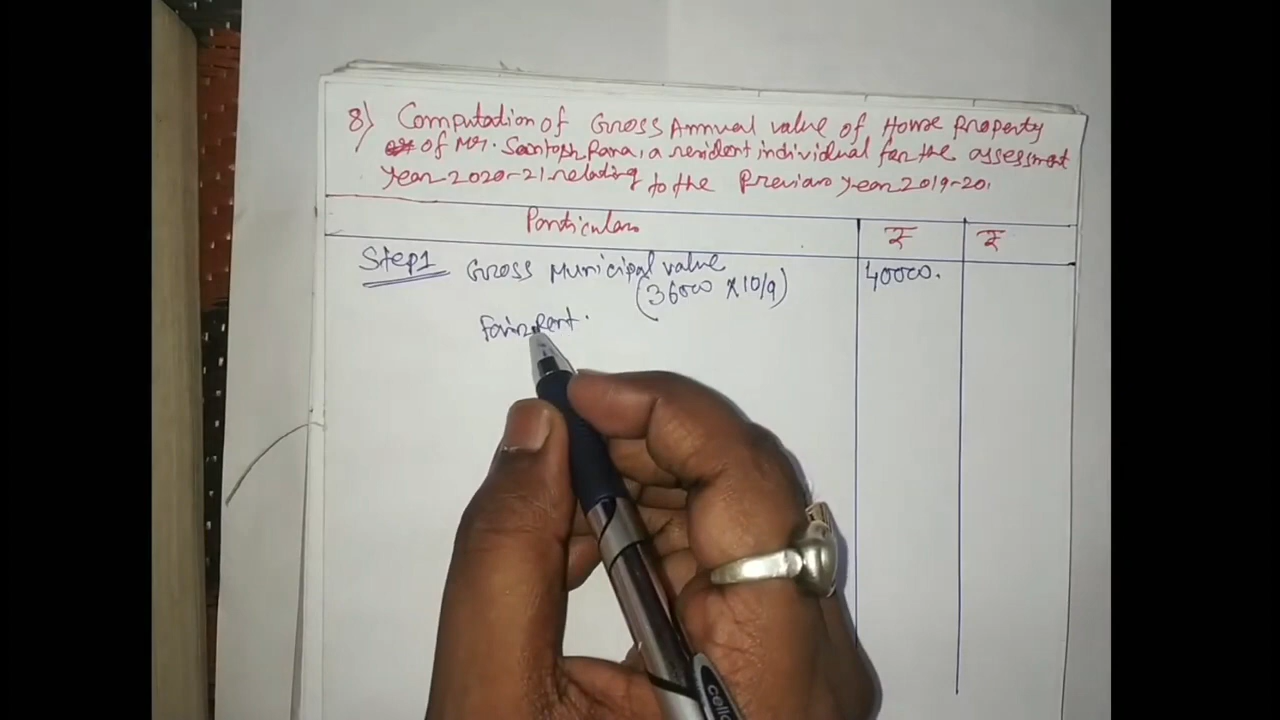 8) Computation of Gross Annual value of House Property
of Mr. Santosh Rana, a resident individual for the assessment
year 2020-21 relating to the Previous year 2019-20.
Particulars ₹ ₹
Step1 Gross Municipal value 40000.
(36000 x 10/9)
Fair Rent.
cello